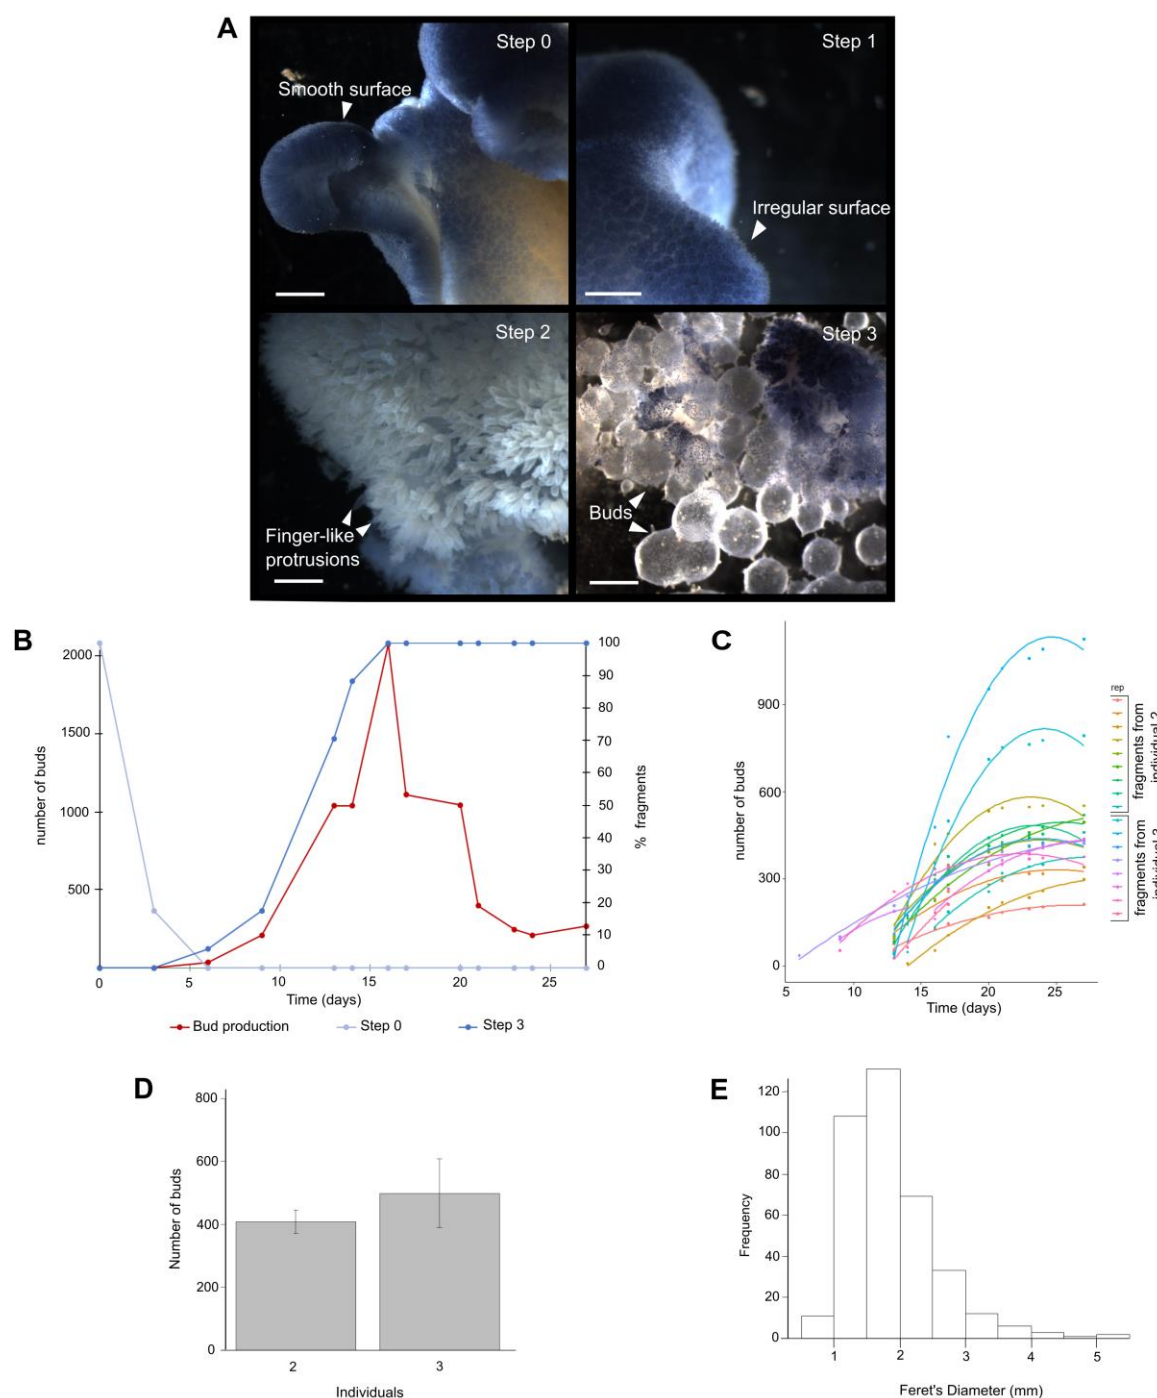 A
Step 0
Smooth surface
Step 1
Irregular surface
Step 2
Finger-like
protrusions
Step 3
Buds
B
number of buds
2000
1500
1000
500
0
5
10
15
20
25
Time (days)
100
90
80
70
60
50
40
30
20
10
0
% fragments
Bud production
Step 0
Step 3
C
number of buds
900
600
300
0
5
10
15
20
25
Time (days)
rep
fragments from
individual 2
fragments from
individual 3
D
Number of buds
800
600
400
200
0
2
3
Individuals
E
Frequency
120
100
80
60
40
20
0
1
2
3
4
5
Feret's Diameter (mm)